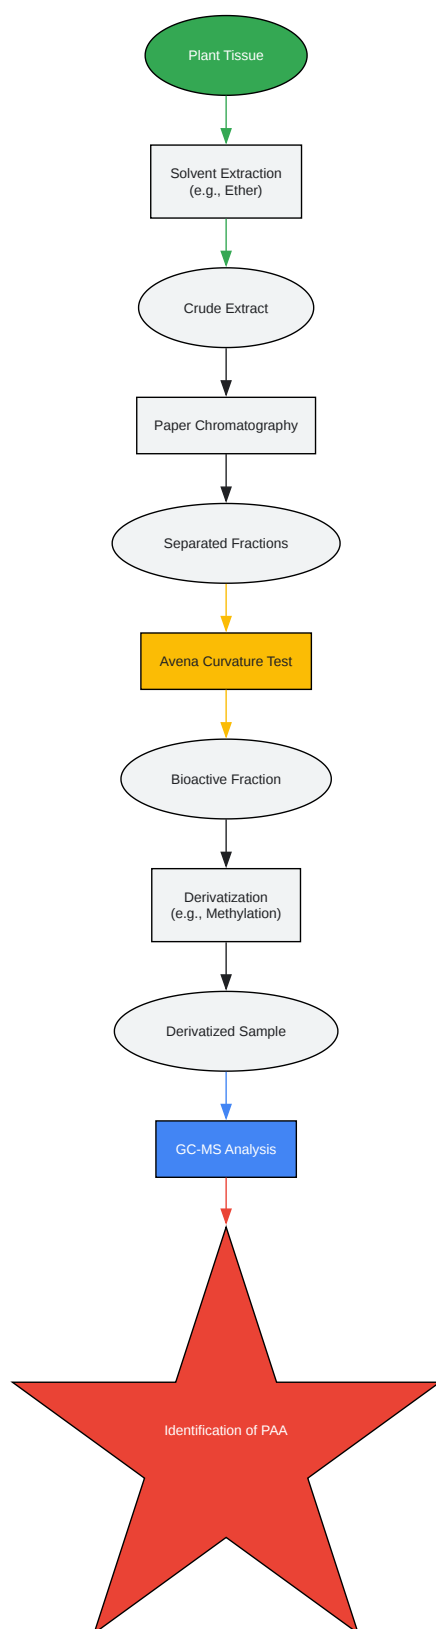 Plant Tissue
Solvent Extraction
(e.g., Ether)
Crude Extract
Paper Chromatography
Separated Fractions
Avena Curvature Test
Bioactive Fraction
Derivatization
(e.g., Methylation)
Derivatized Sample
GC-MS Analysis
Identification of PAA